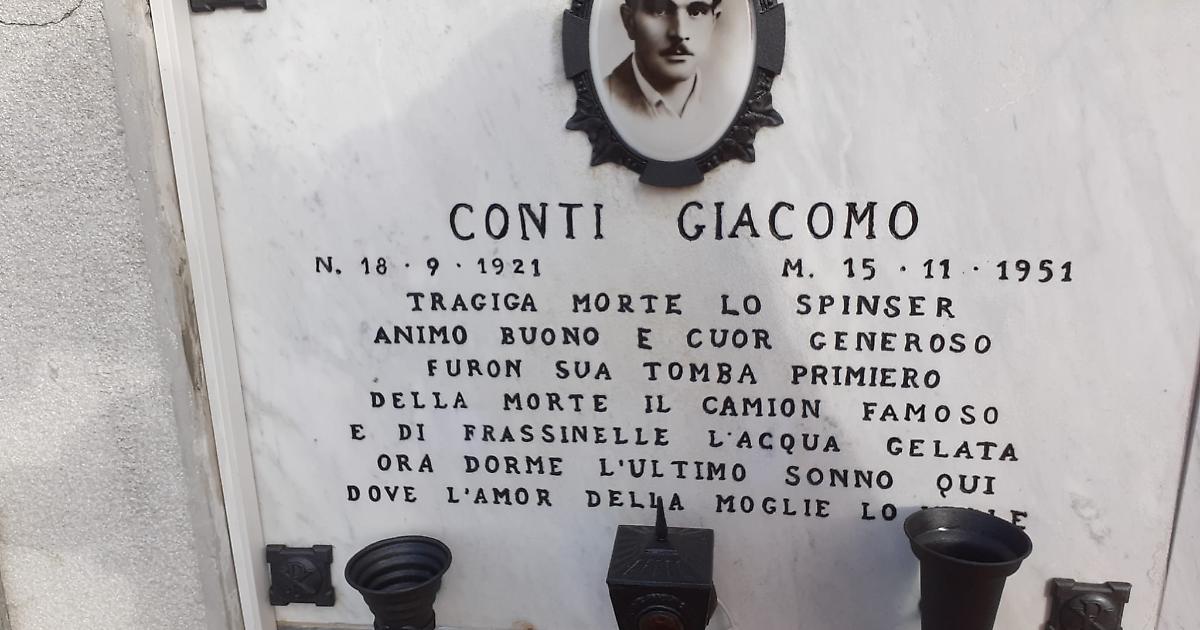 CONTI GIACOMO
N. 18 · 9 · 1921 M. 15 · 11 · 1951
TRAGIGA MORTE LO SPINSER
ANIMO BUONO E CUOR GENEROSO
FURON SUA TOMBA PRIMIERO
DELLA MORTE IL CAMION FAMOSO
E DI FRASSINELLE L'ACQUA GELATA
ORA DORME L'ULTIMO SONNO QUI
DOVE L'AMOR DELLA MOGLIE LO